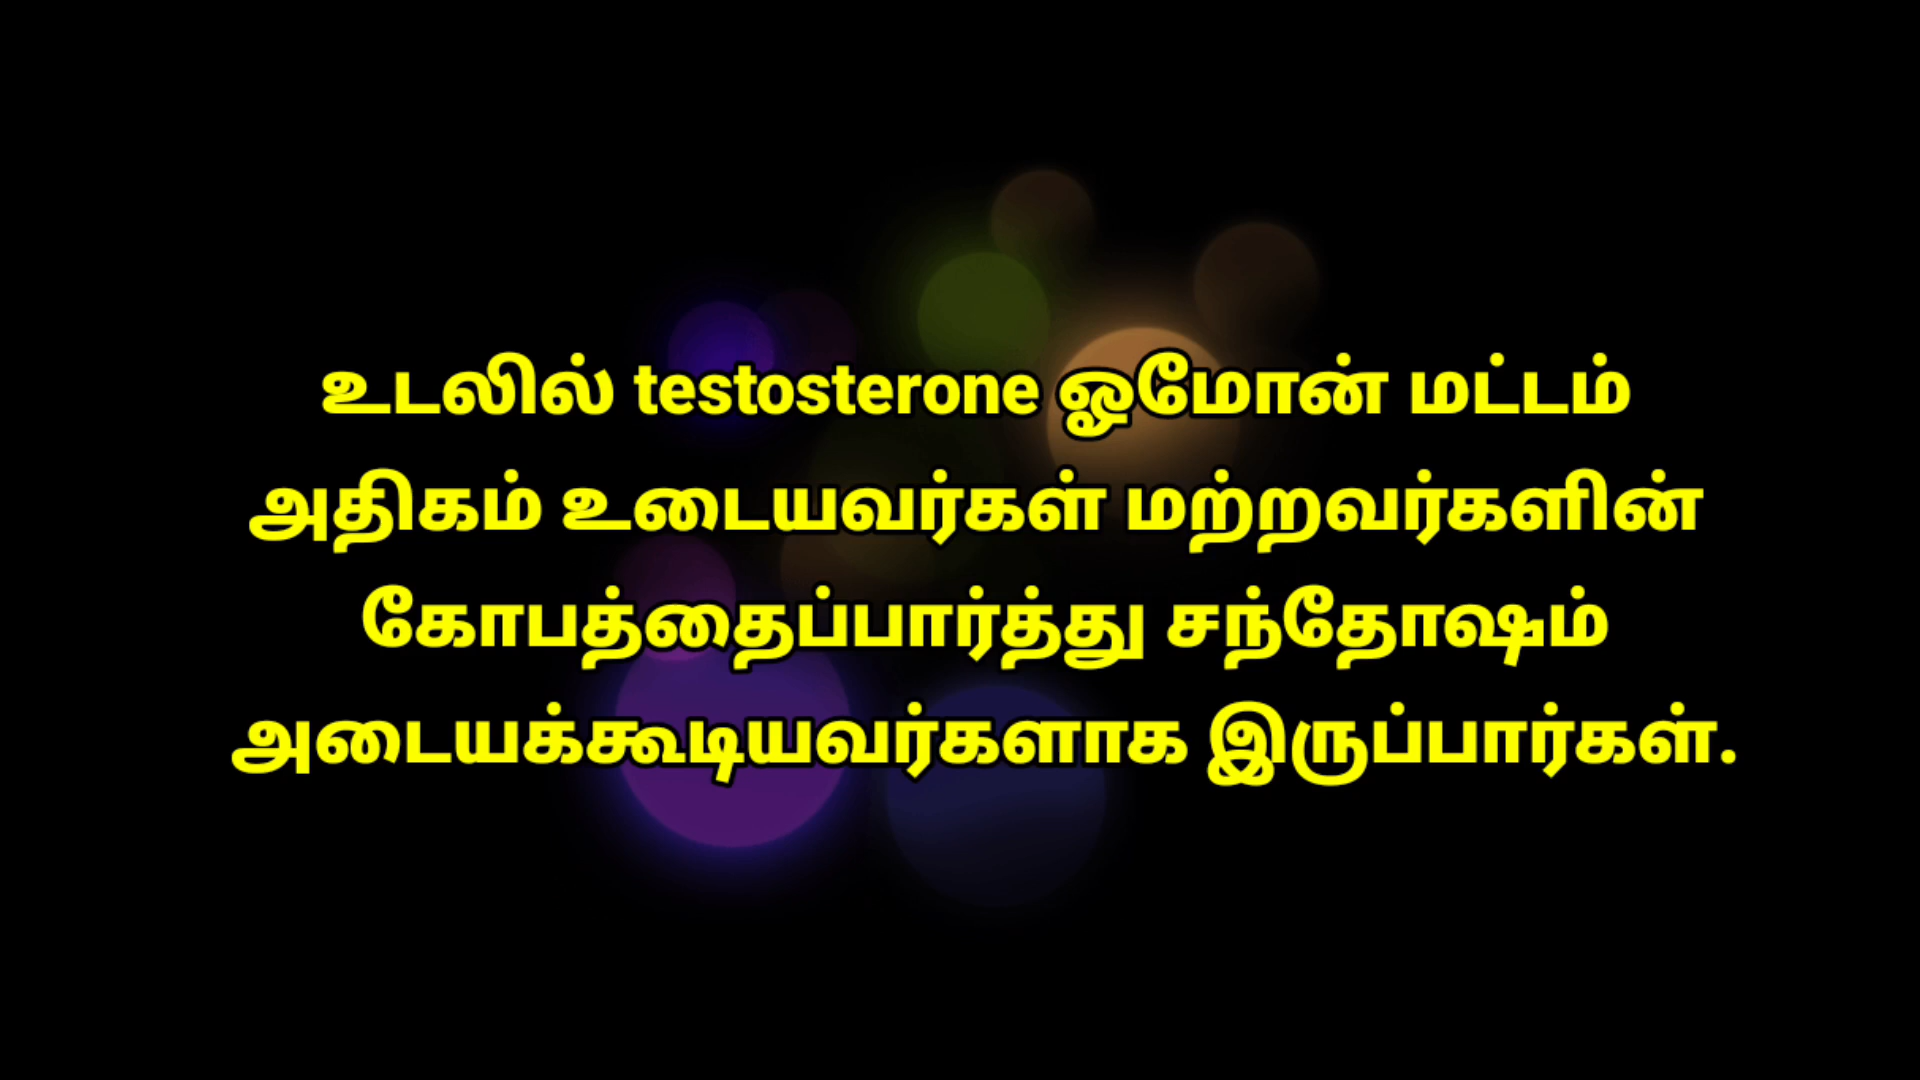 உடலில் testosterone ஓமோன் மட்டம்
அதிகம் உடையவர்கள் மற்றவர்களின்
கோபத்தைப்பார்த்து சந்தோஷம்
அடையக்கூடியவர்களாக இருப்பார்கள்.